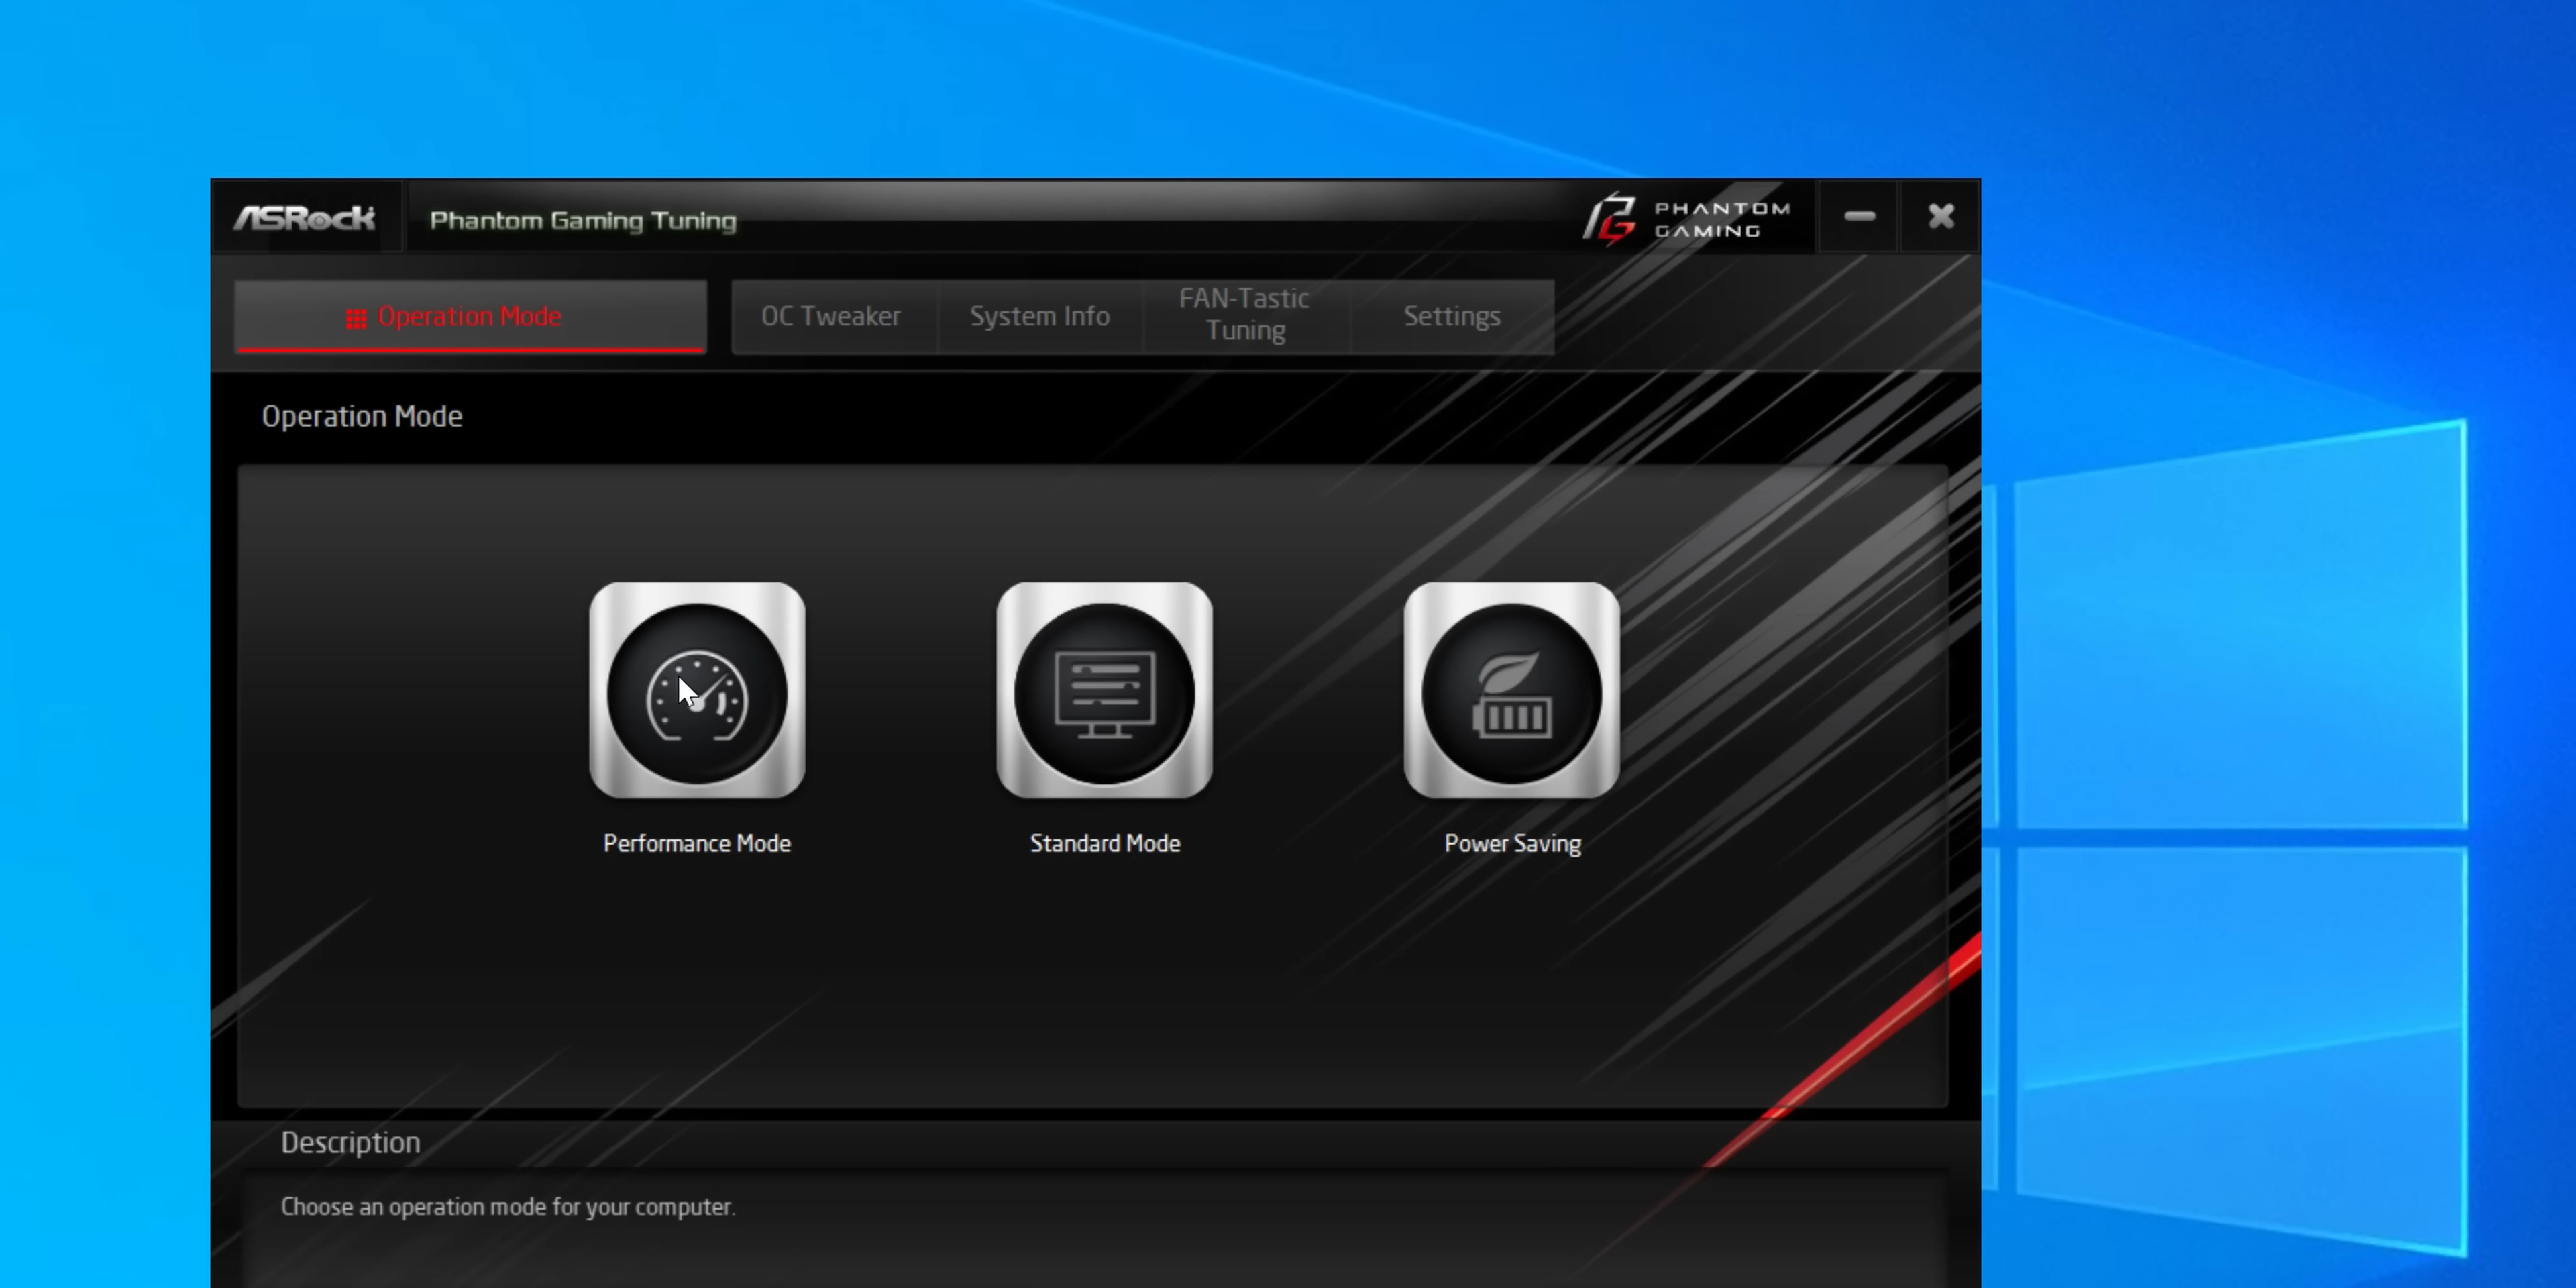 ASRock
Phantom Gaming Tuning
PHANTOM
GAMING
Operation Mode
OC Tweaker
System Info
FAN-Tastic
Tuning
Settings
Operation Mode
Performance Mode
Standard Mode
Power Saving
Description
Choose an operation mode for your computer.